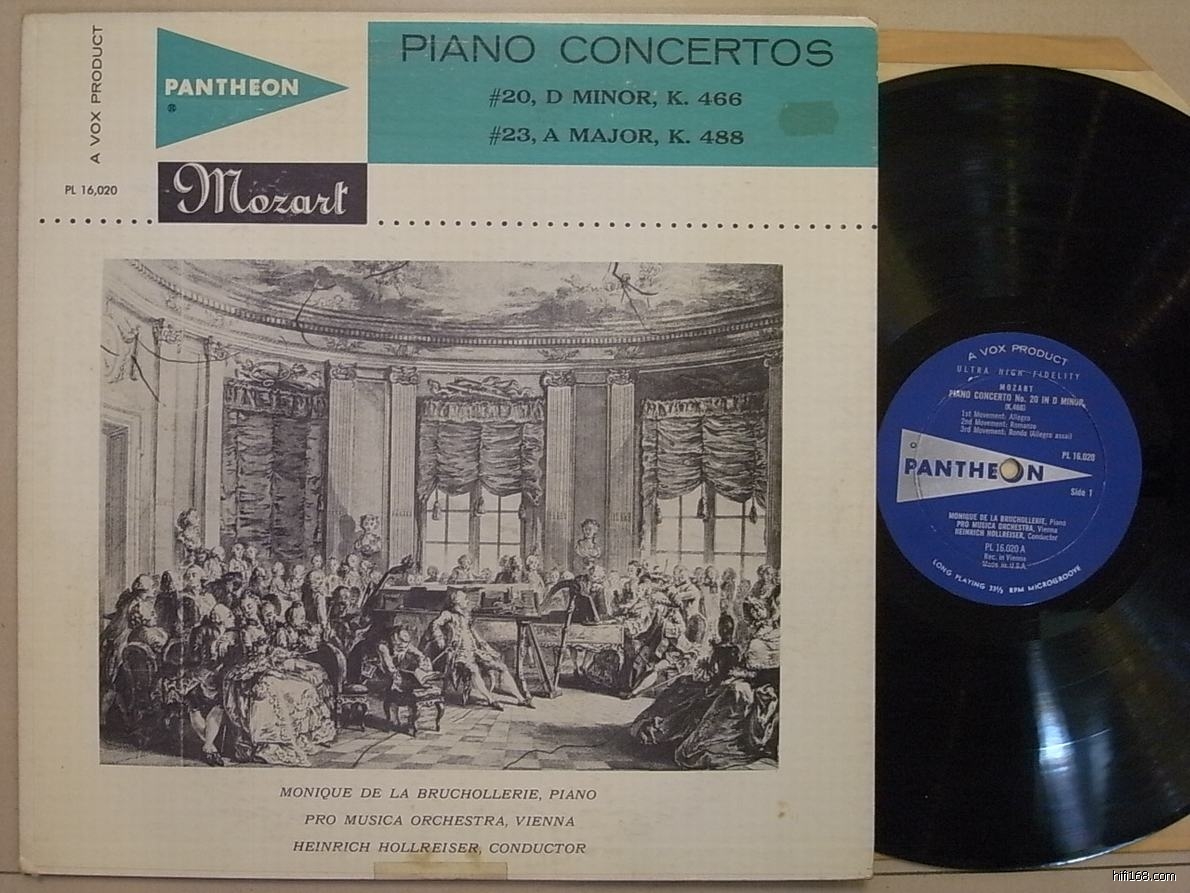 A VOX PRODUCT
PANTHEON
®
PL 16,020
Mozart
PIANO CONCERTOS
#20, D MINOR, K. 466
#23, A MAJOR, K. 488
MONIQUE DE LA BRUCHOLLERIE, PIANO
PRO MUSICA ORCHESTRA, VIENNA
HEINRICH HOLLREISER, CONDUCTOR
A VOX PRODUCT
ULTRA HIGH FIDELITY
MOZART
PIANO CONCERTO No. 20 IN D MINOR
(K.466)
1st Movement: Allegro
2nd Movement: Romanze
3rd Movement: Rondo (Allegro assai)
PL 16.020
PANTHEON
Side 1
MONIQUE DE LA BRUCHOLLERIE, Piano
PRO MUSICA ORCHESTRA, Vienna
HEINRICH HOLLREISER, Conductor
PL 16.020 A
Rec. in Vienna
Made in U.S.A.
LONG PLAYING 33⅓ RPM MICROGROOVE
hifi168.com